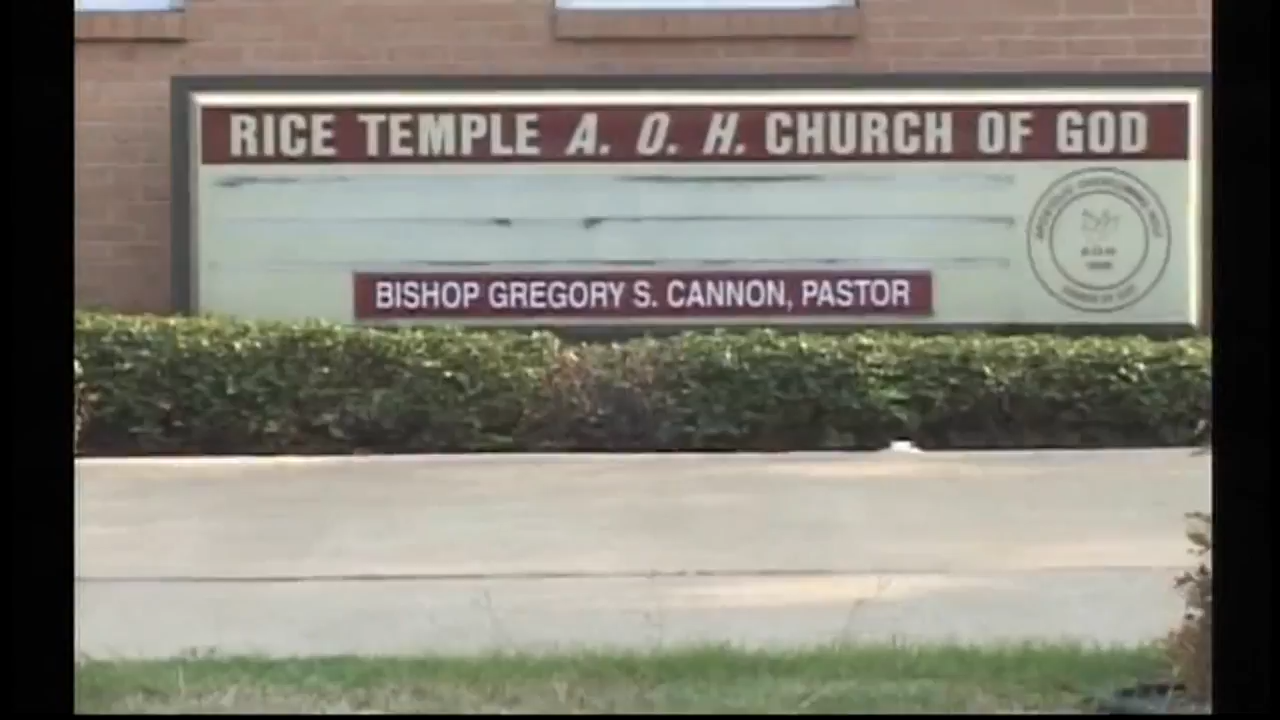 RICE TEMPLE A. O. H. CHURCH OF GOD
BISHOP GREGORY S. CANNON, PASTOR